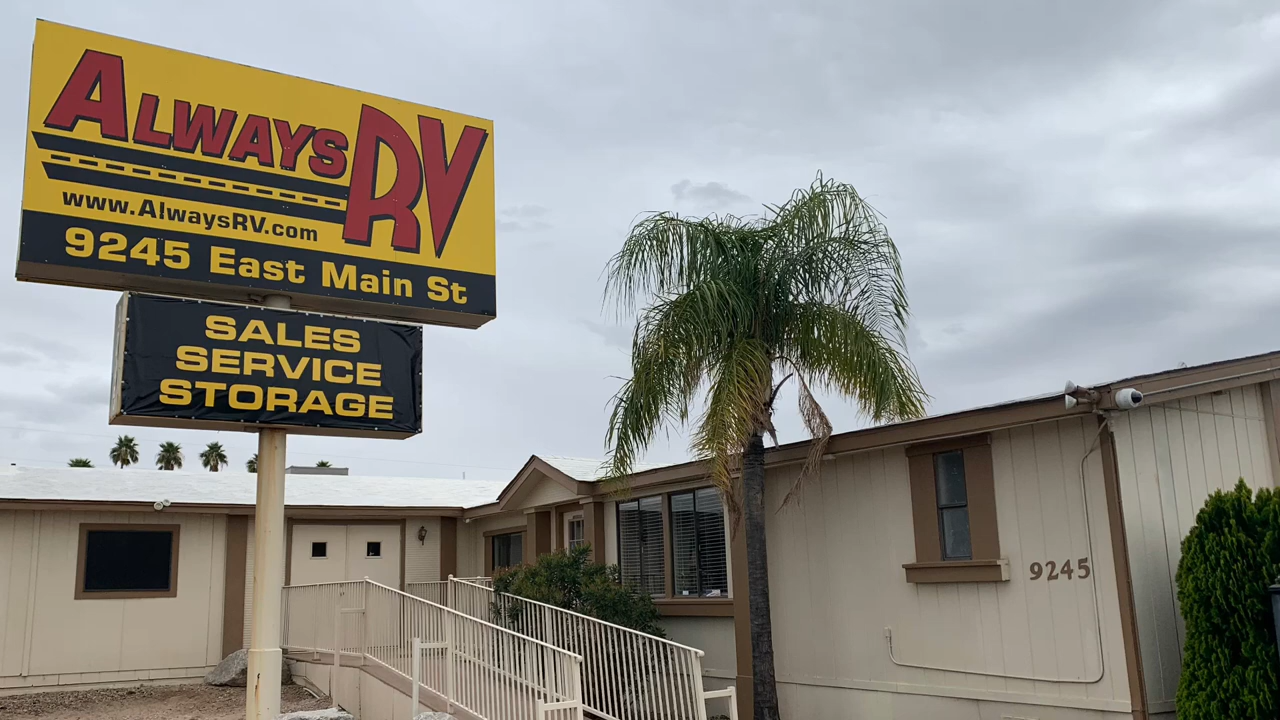 ALWAYS RV
www.AlwaysRV.com
9245 East Main St
SALES
SERVICE
STORAGE
9245